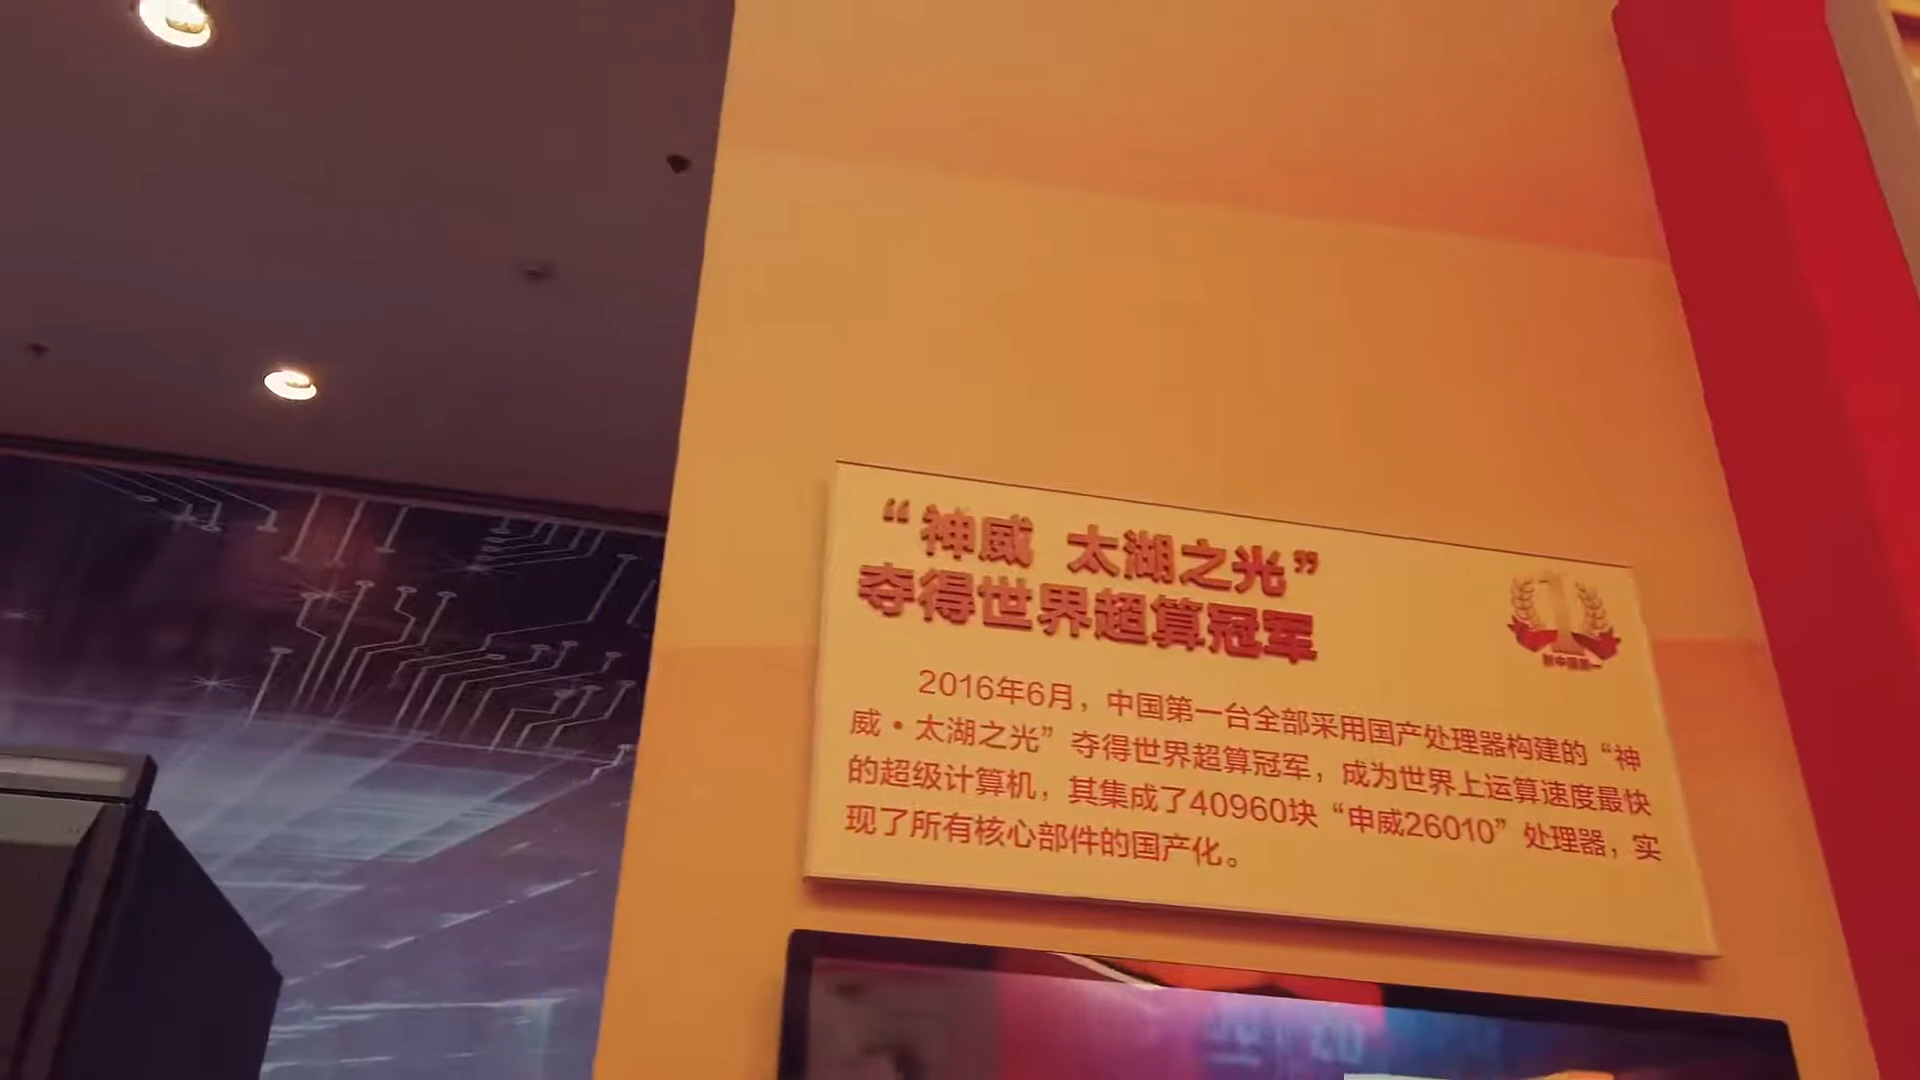 “神威 太湖之光”
夺得世界超算冠军
2016年6月，中国第一台全部采用国产处理器构建的“神
威·太湖之光”夺得世界超算冠军，成为世界上运算速度最快
的超级计算机，其集成了40960块“申威26010”处理器，实
现了所有核心部件的国产化。